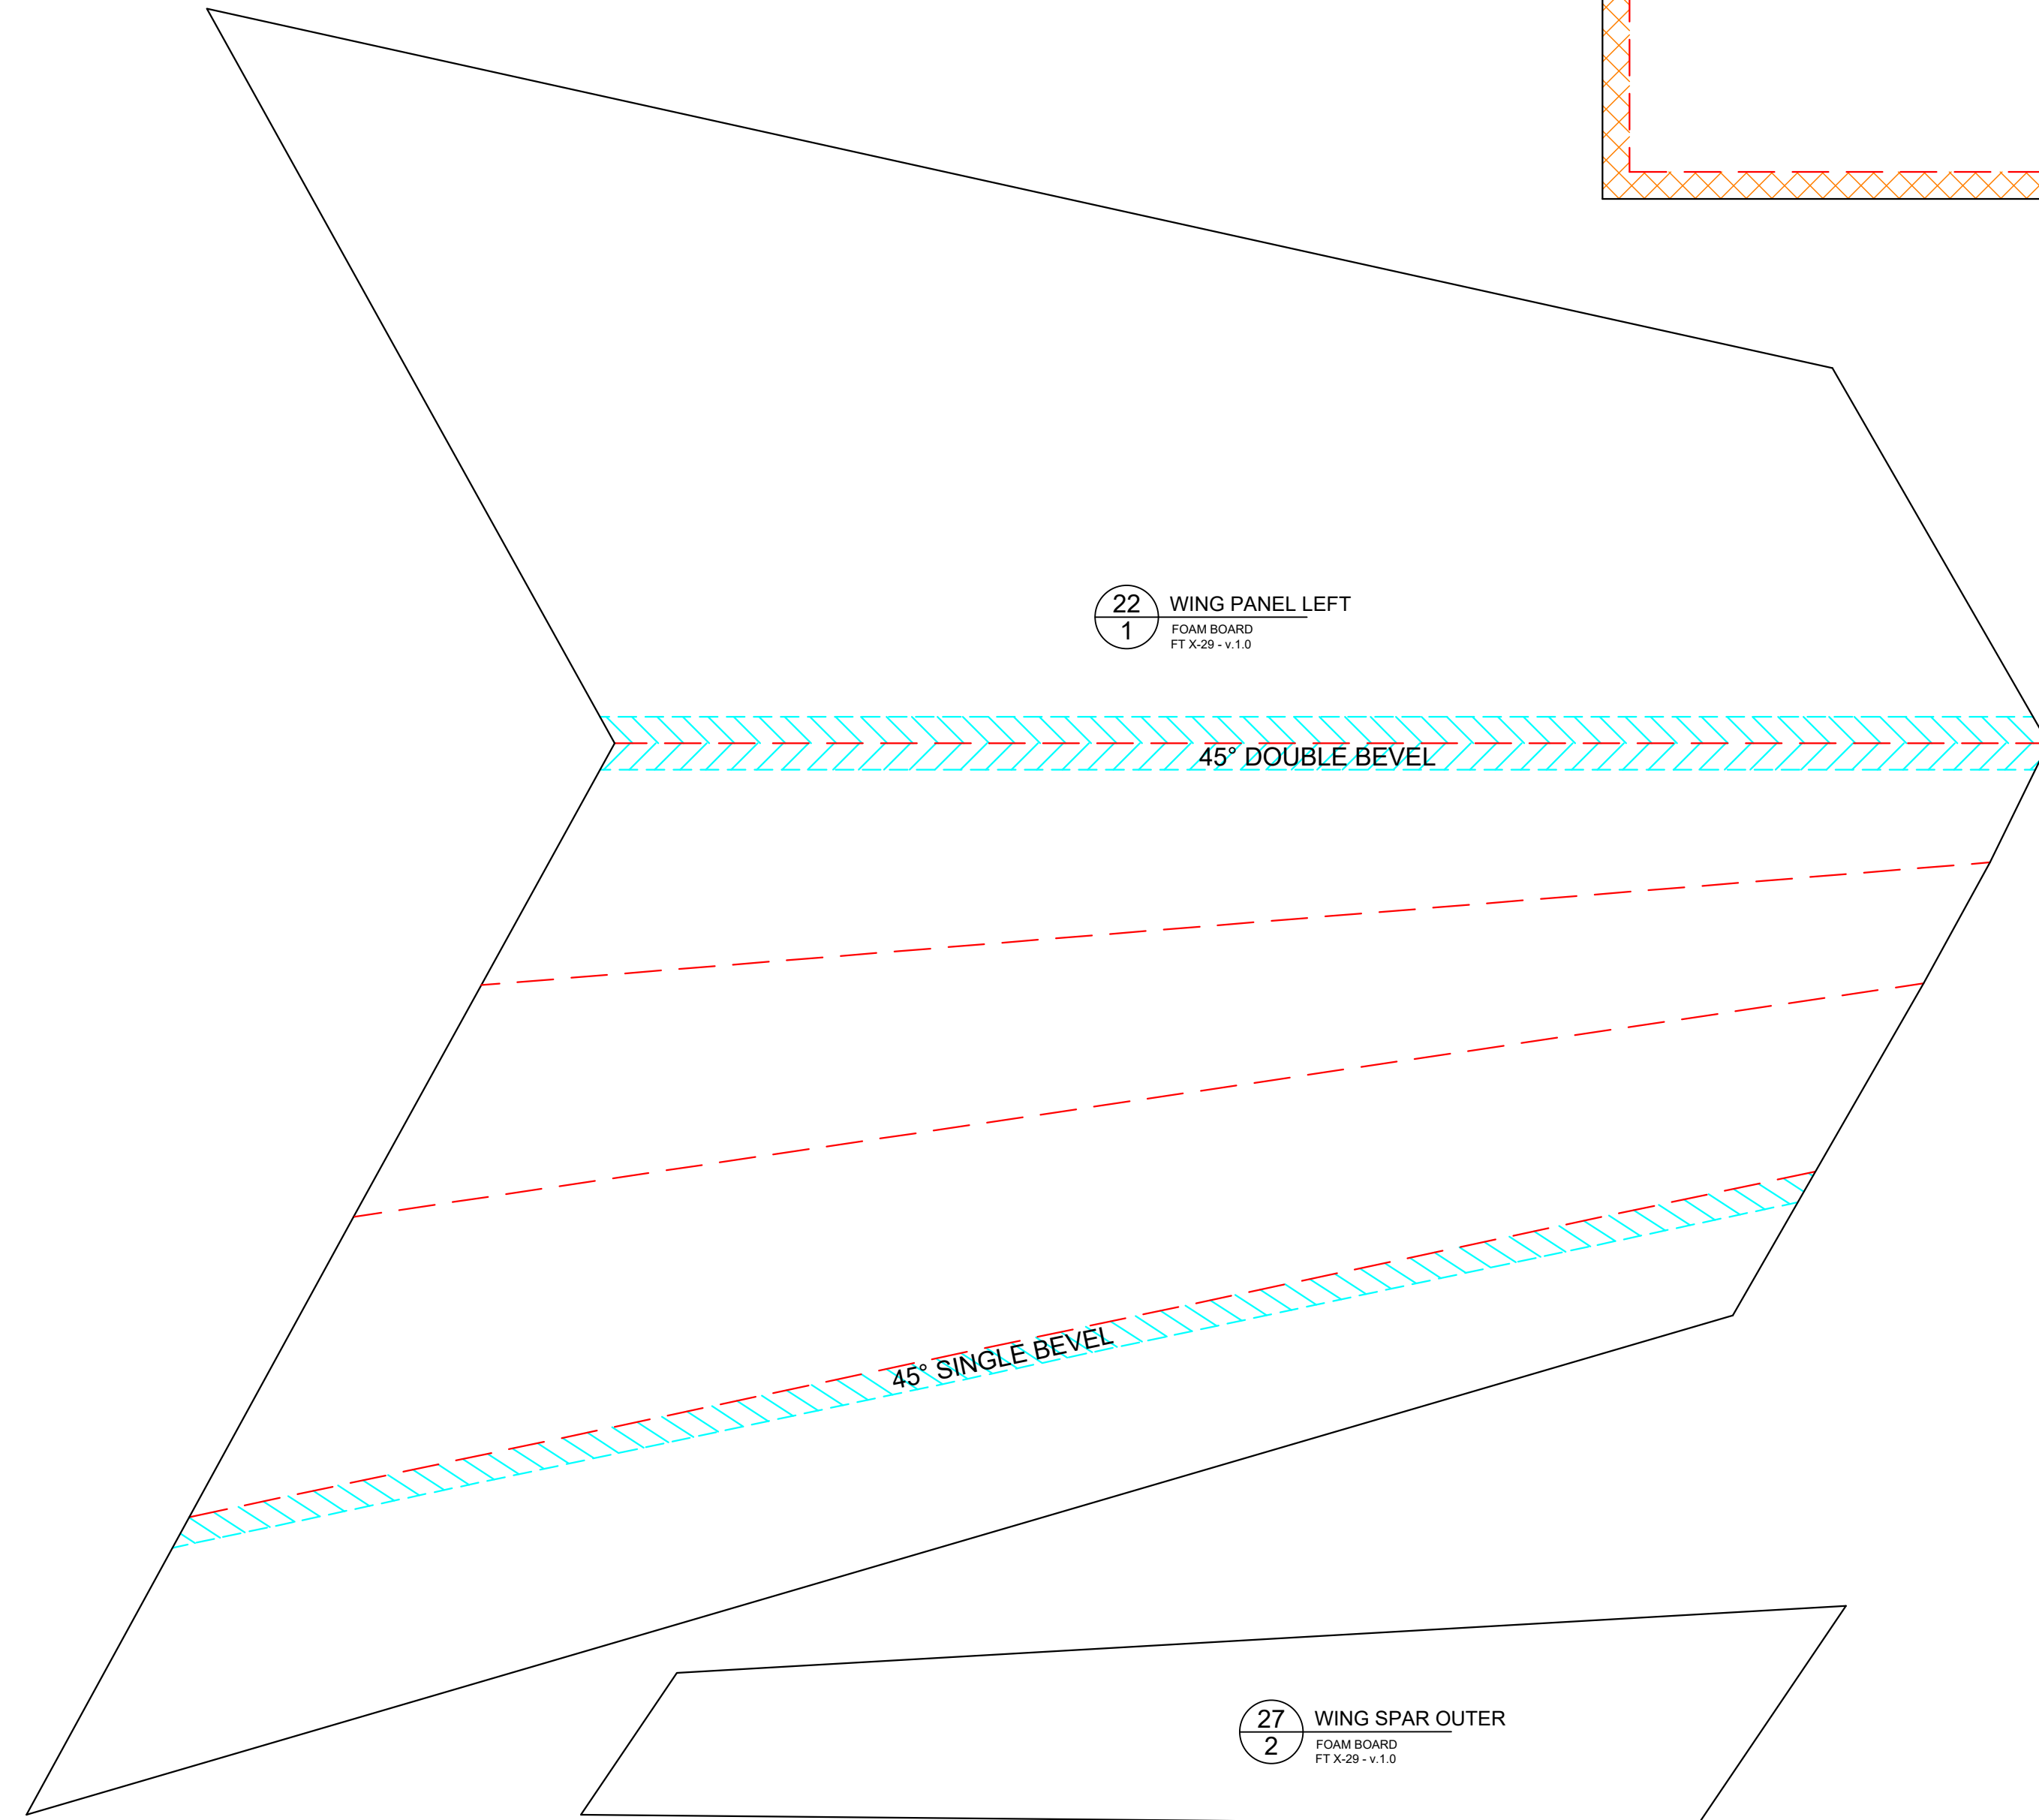 22
1
WING PANEL LEFT
FOAM BOARD
FT X-29 - v.1.0
45° DOUBLE BEVEL
45° SINGLE BEVEL
27
2
WING SPAR OUTER
FOAM BOARD
FT X-29 - v.1.0